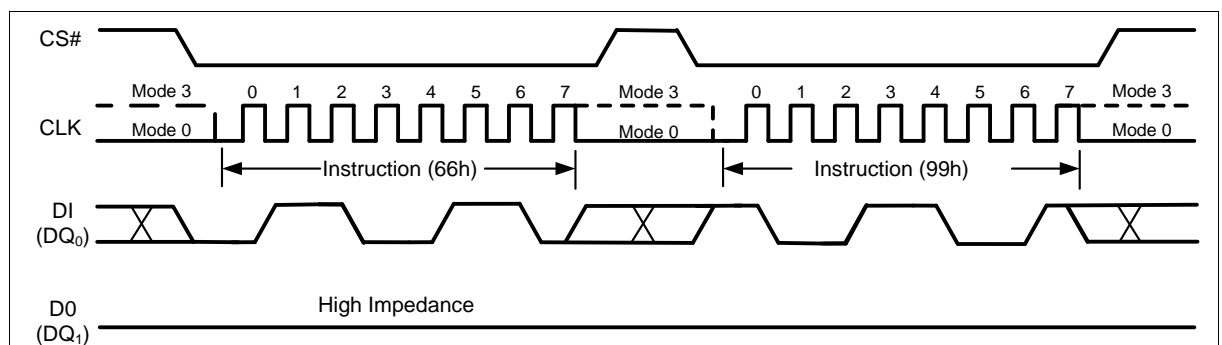 CS#
Mode 3 0 1 2 3 4 5 6 7 Mode 3 0 1 2 3 4 5 6 7 Mode 3
CLK
Mode 0 Mode 0 Mode 0
Instruction (66h) Instruction (99h)
DI
(DQ0)
High Impedance
D0
(DQ1)